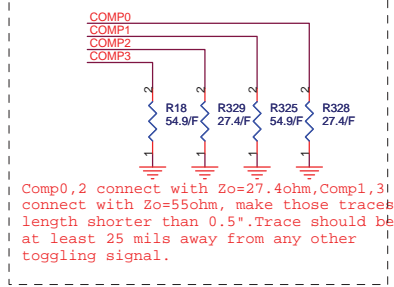 COMP0
COMP1
COMP2
COMP3
2 2 2 2
R18 R329 R325 R328
54.9/F 27.4/F 54.9/F 27.4/F
1 1 1 1
Comp0,2 connect with Zo=27.4ohm,Comp1,3
connect with Zo=55ohm, make those traces
length shorter than 0.5".Trace should be
at least 25 mils away from any other
toggling signal.